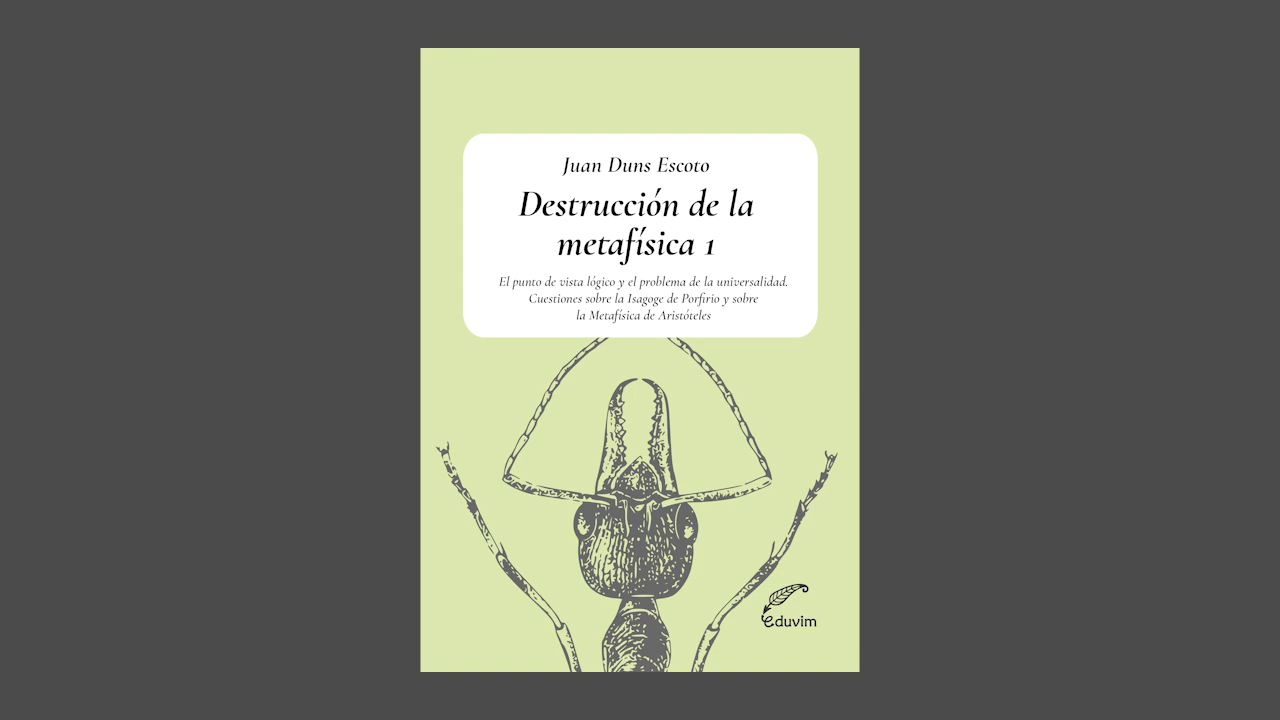 Juan Duns Escoto
Destrucción de la
metafísica 1
El punto de vista lógico y el problema de la universalidad.
Cuestiones sobre la Isagoge de Porfirio y sobre
la Metafísica de Aristóteles
eduvim